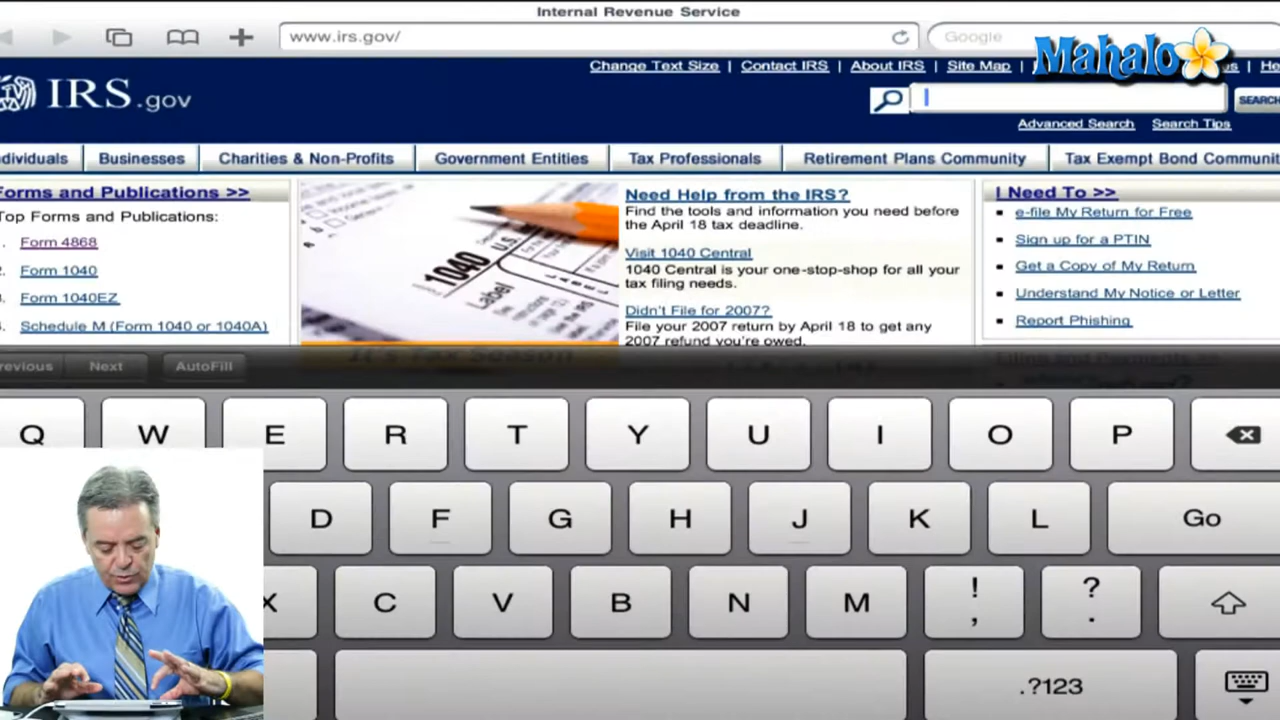 Internal Revenue Service
www.irs.gov/
Google
Mahalo
Change Text Size | Contact IRS | About IRS | Site Map |
IRS.gov
SEARCH
Advanced Search Search Tips
dividuals Businesses Charities & Non-Profits Government Entities Tax Professionals Retirement Plans Community Tax Exempt Bond Communit
Forms and Publications >>
Top Forms and Publications:
Form 4868
Form 1040
Form 1040EZ
Schedule M (Form 1040 or 1040A)
1040 U.S.
Label
It's Tax Season
Need Help from the IRS?
Find the tools and information you need before
the April 18 tax deadline.
Visit 1040 Central
1040 Central is your one-stop-shop for all your
tax filing needs.
Didn't File for 2007?
File your 2007 return by April 18 to get any
2007 refund you're owed.
I Need To >>
e-file My Return for Free
Sign up for a PTIN
Get a Copy of My Return
Understand My Notice or Letter
Report Phishing
Filing and Payments >>
revious Next AutoFill
Q W E R T Y U I O P
D F G H J K L Go
X C V B N M ! , ? .
.?123